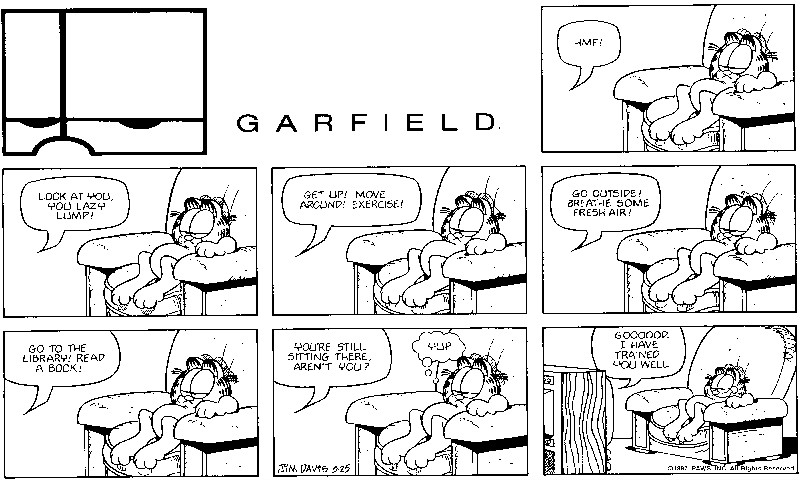 GARFIELD
HMF!
LOOK AT YOU,
YOU LAZY
LUMP!
GET UP! MOVE
AROUND! EXERCISE!
GO OUTSIDE!
BREATHE SOME
FRESH AIR!
GO TO THE
LIBRARY! READ
A BOOK!
YOU'RE STILL
SITTING THERE,
AREN'T YOU?
YUP
JIM DAVIS 5-25
GOOOOOD.
I HAVE
TRAINED
YOU WELL
PAWS, INC. All Rights Reserved